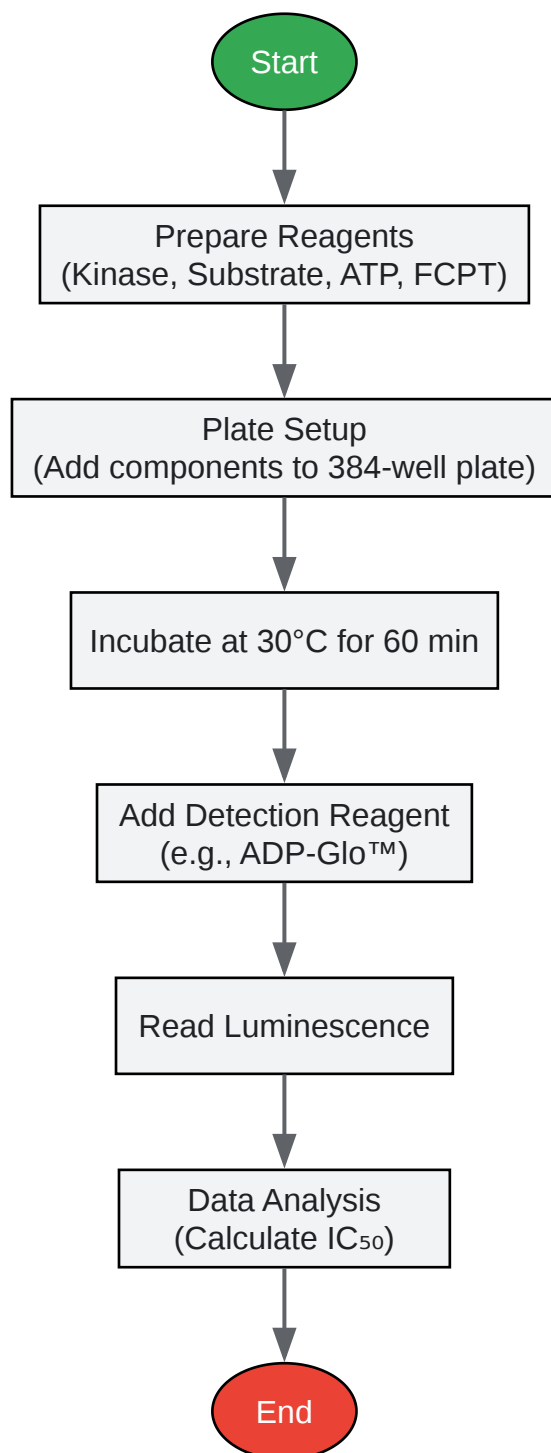 Start
Prepare Reagents
(Kinase, Substrate, ATP, FCPT)
Plate Setup
(Add components to 384-well plate)
Incubate at 30°C for 60 min
Add Detection Reagent
(e.g., ADP-Glo™)
Read Luminescence
Data Analysis
(Calculate IC₅₀)
End